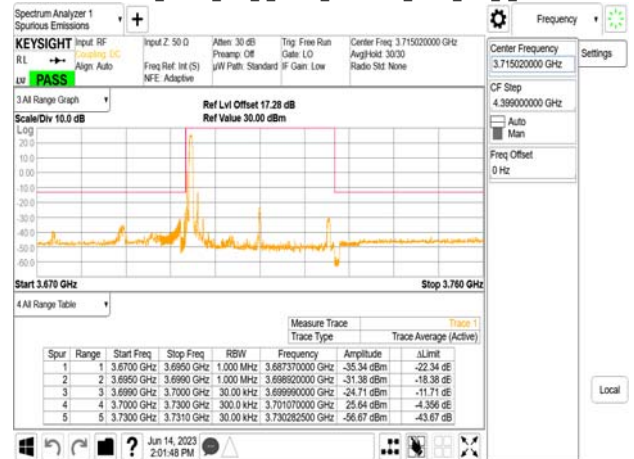 Spectrum Analyzer 1
Spurious Emissions
Frequency
KEYSIGHT Input: RF Input Z: 50 Ω Atten: 30 dB Trig: Free Run Center Freq: 3.715020000 GHz
RL Coupling: DC Preamp: Off Gate: LO Avg|Hold: 30/30
Align: Auto Freq Ref: Int (S) µW Path: Standard IF Gain: Low Radio Std: None
LV PASS NFE: Adaptive
Center Frequency
3.715020000 GHz
Settings
CF Step
4.399000000 GHz
Auto
Man
Freq Offset
0 Hz
Local
3 All Range Graph
Ref Lvl Offset 17.28 dB
Scale/Div 10.0 dB Ref Value 30.00 dBm
Log
20.0
10.0
0.00
-10.0
-20.0
-30.0
-40.0
-50.0
-60.0
Start 3.670 GHz Stop 3.760 GHz
4 All Range Table
Measure Trace Trace 1
Trace Type Trace Average (Active)
Spur Range Start Freq Stop Freq RBW Frequency Amplitude ΔLimit
1 1 3.6700 GHz 3.6950 GHz 1.000 MHz 3.687370000 GHz -35.34 dBm -22.34 dB
2 2 3.6950 GHz 3.6990 GHz 1.000 MHz 3.698920000 GHz -31.38 dBm -18.38 dB
3 3 3.6990 GHz 3.7000 GHz 30.00 kHz 3.699990000 GHz -24.71 dBm -11.71 dB
4 4 3.7000 GHz 3.7300 GHz 300.0 kHz 3.701070000 GHz 25.64 dBm -4.356 dB
5 5 3.7300 GHz 3.7310 GHz 30.00 kHz 3.730282500 GHz -56.67 dBm -43.67 dB
?
Jun 14, 2023
2:01:48 PM